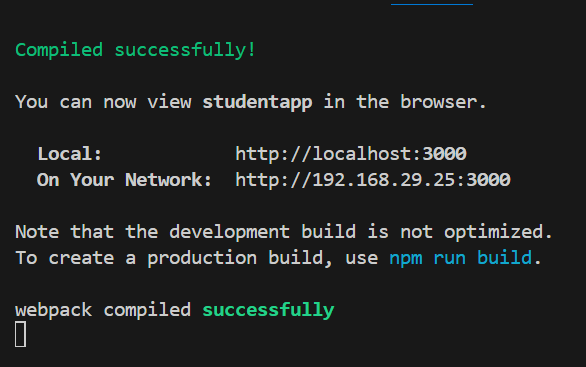 Compiled successfully!
You can now view studentapp in the browser.
Local: http://localhost:3000
On Your Network: http://192.168.29.25:3000
Note that the development build is not optimized.
To create a production build, use npm run build.
webpack compiled successfully